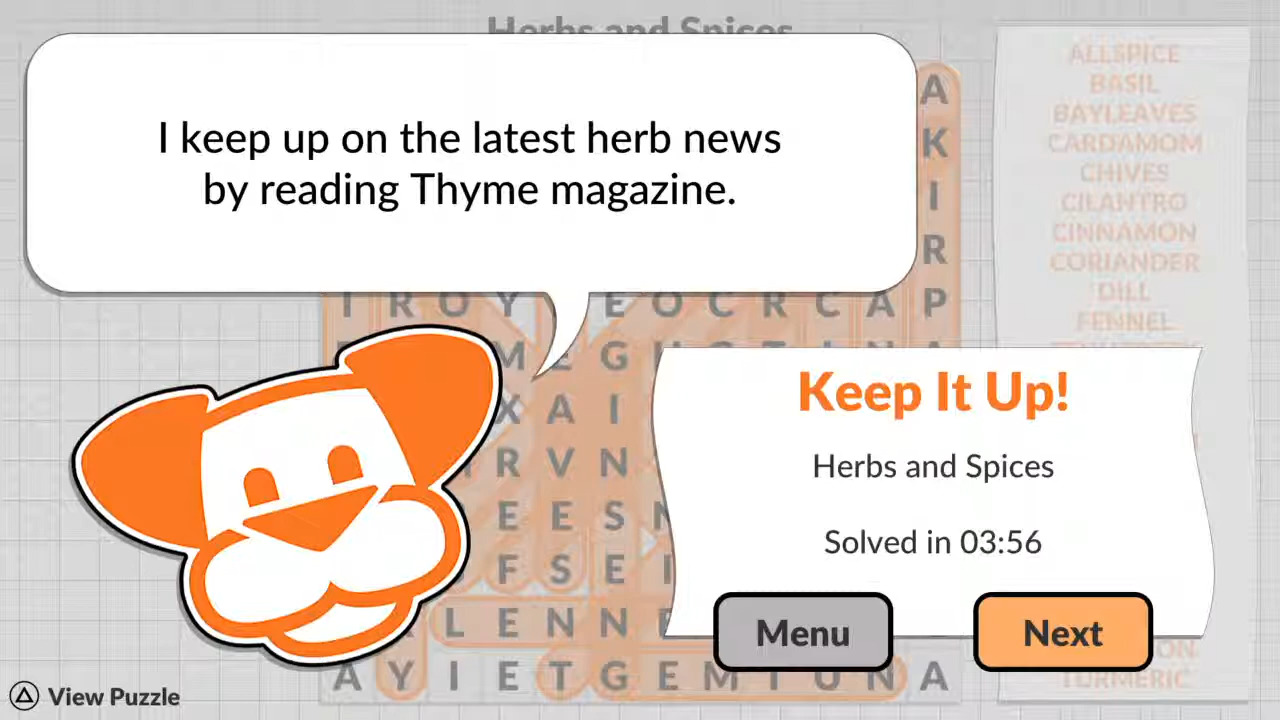 Herbs and Spices
I keep up on the latest herb news
by reading Thyme magazine.
ALLSPICE
BASIL
BAYLEAVES
CARDAMOM
CHIVES
CILANTRO
CINNAMON
CORIANDER
DILL
FENNEL
TURMERIC
A
K
I
R
I R O Y E O C R C A P
M E G
X A I
R V N
E E S N
F S E I
L E N N
A Y I E T G E M T U N A
Keep It Up!
Herbs and Spices
Solved in 03:56
Menu
Next
View Puzzle